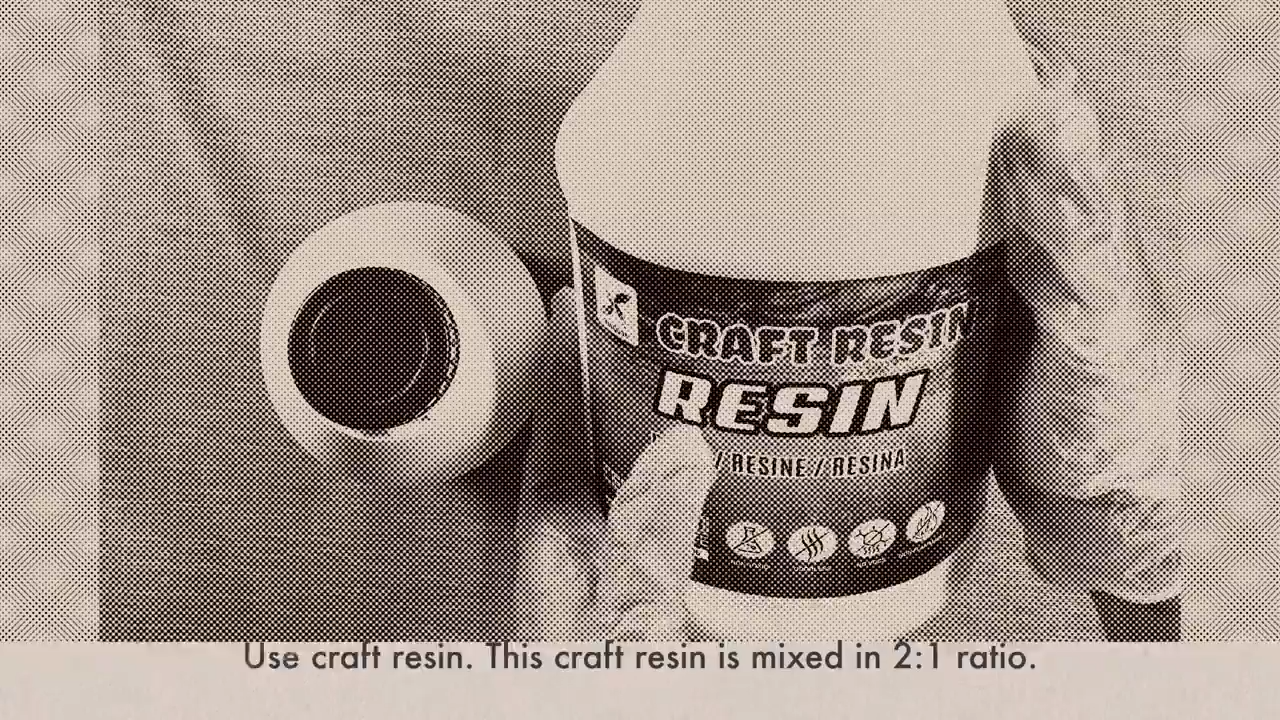 CRAFT RESIN
RESIN
/ RESINE / RESINA
Use craft resin. This craft resin is mixed in 2:1 ratio.